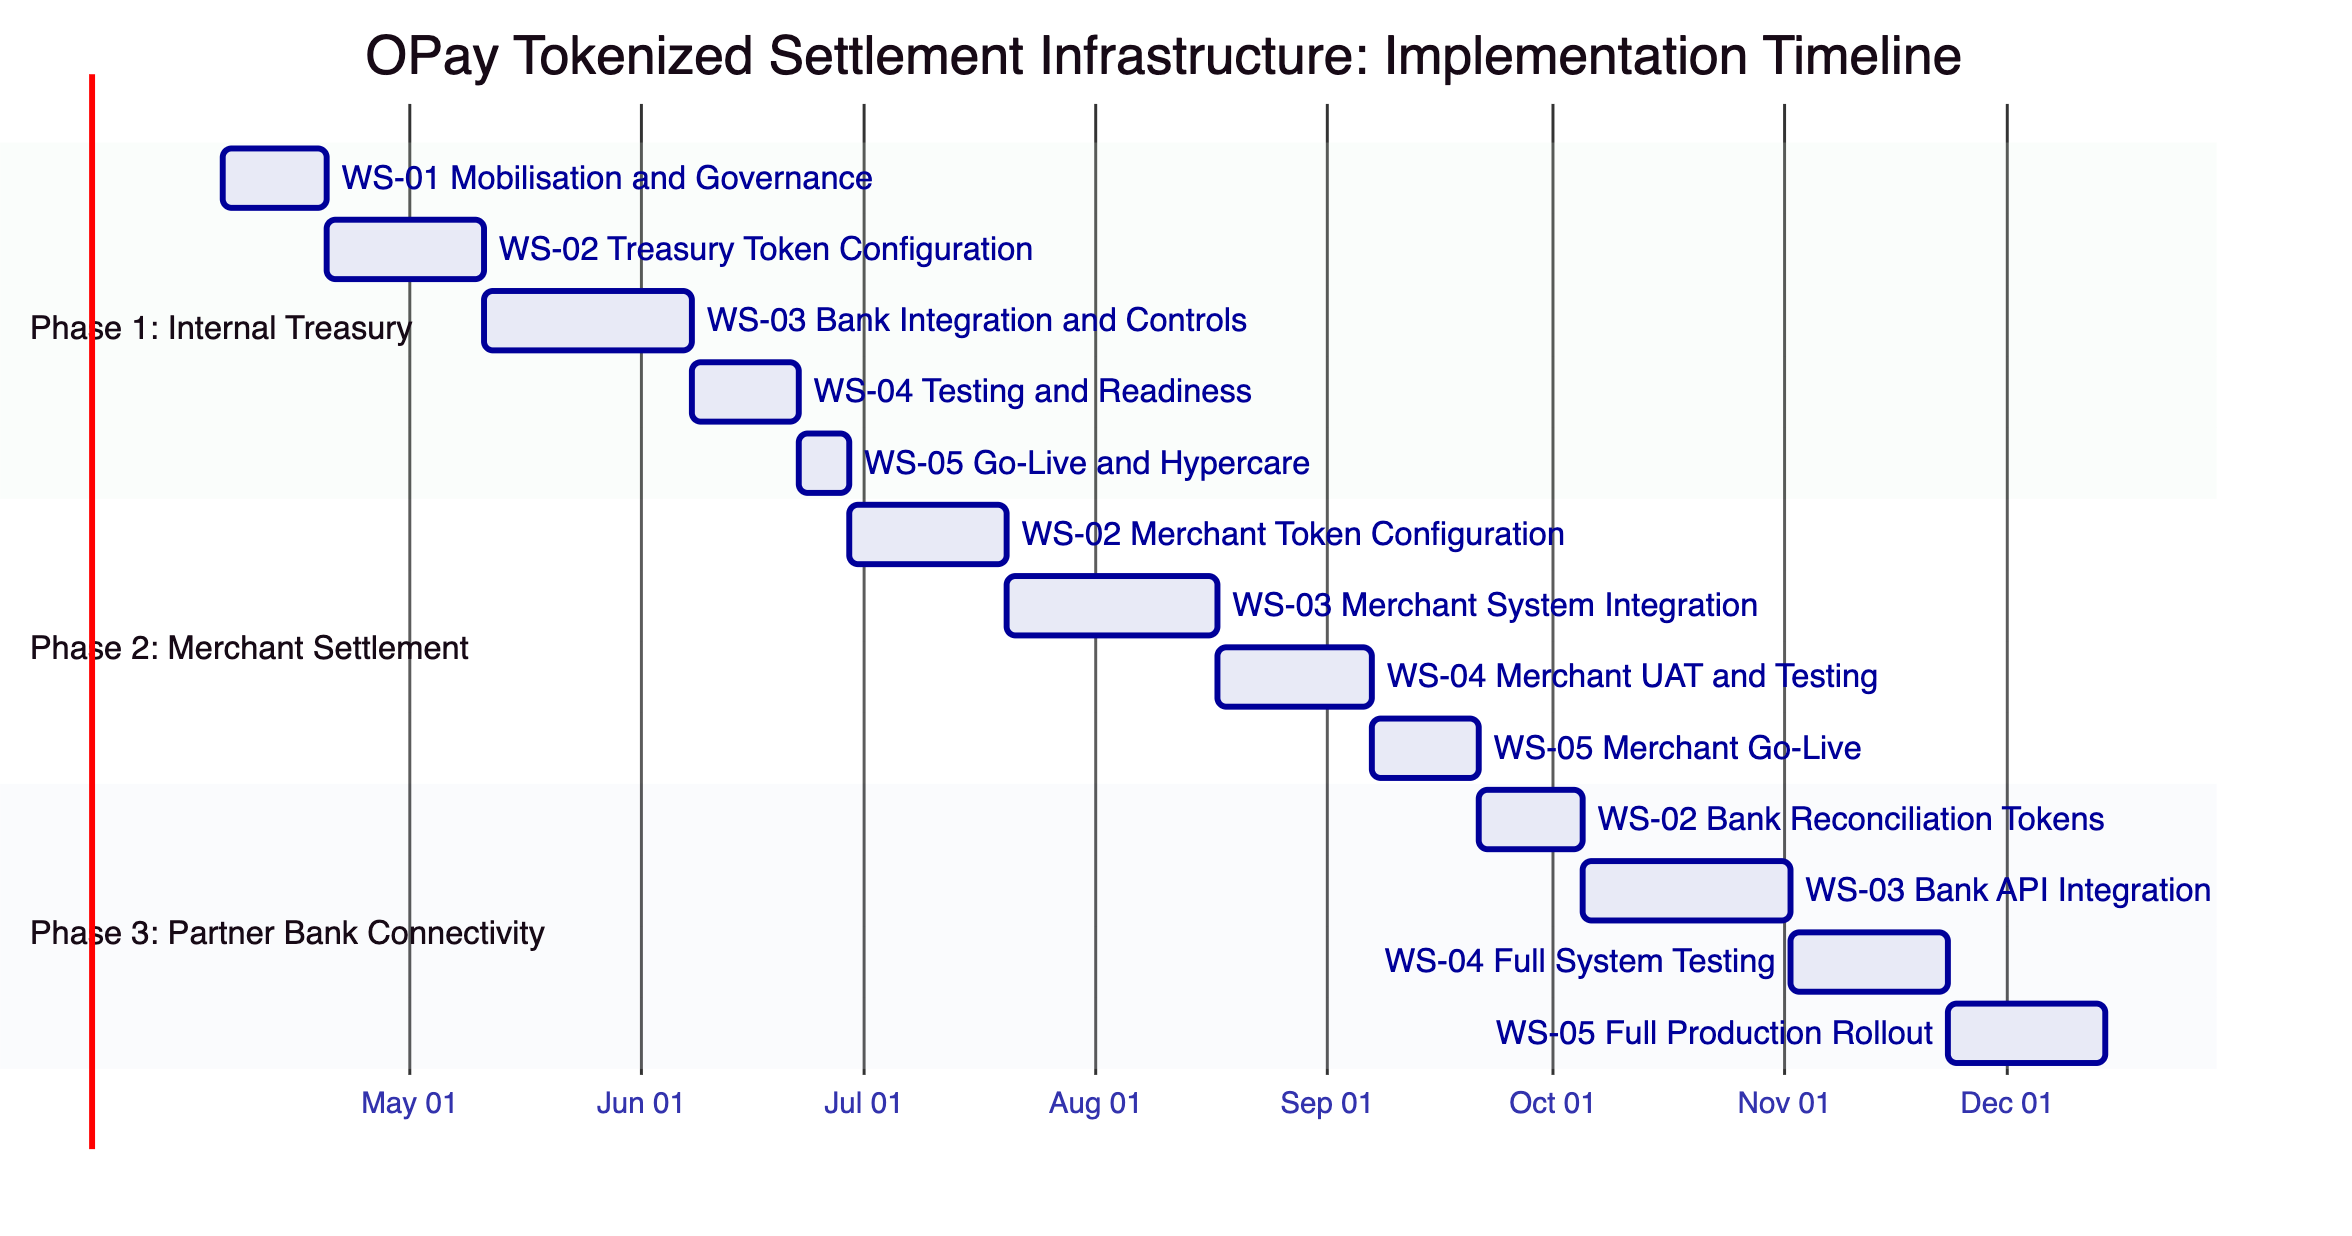 OPay Tokenized Settlement Infrastructure: Implementation Timeline
Phase 1: Internal Treasury
WS-01 Mobilisation and Governance
WS-02 Treasury Token Configuration
WS-03 Bank Integration and Controls
WS-04 Testing and Readiness
WS-05 Go-Live and Hypercare
Phase 2: Merchant Settlement
WS-02 Merchant Token Configuration
WS-03 Merchant System Integration
WS-04 Merchant UAT and Testing
WS-05 Merchant Go-Live
Phase 3: Partner Bank Connectivity
WS-02 Bank Reconciliation Tokens
WS-03 Bank API Integration
WS-04 Full System Testing
WS-05 Full Production Rollout
May 01 Jun 01 Jul 01 Aug 01 Sep 01 Oct 01 Nov 01 Dec 01